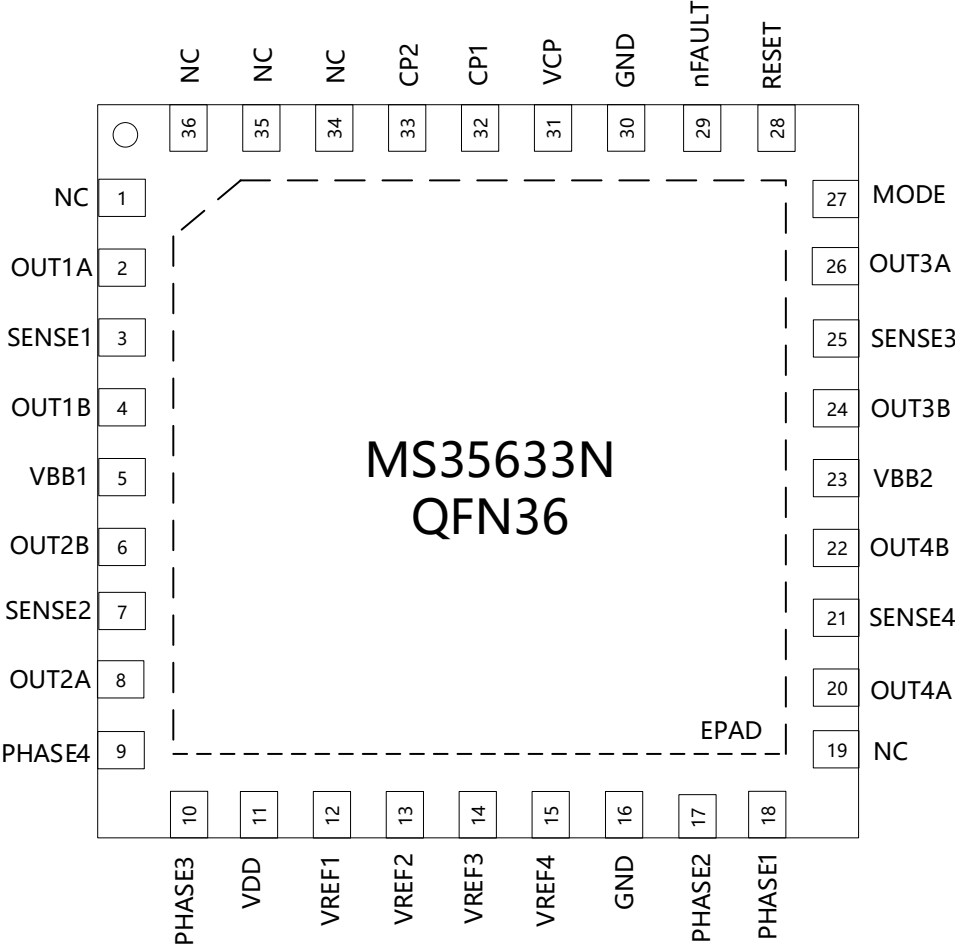 NC
NC
NC
CP2
CP1
VCP
GND
nFAULT
RESET
36
35
34
33
32
31
30
29
28
NC 1
27 MODE
OUT1A 2
26 OUT3A
SENSE1 3
25 SENSE3
OUT1B 4
24 OUT3B
VBB1 5
23 VBB2
MS35633N
QFN36
OUT2B 6
22 OUT4B
SENSE2 7
21 SENSE4
OUT2A 8
20 OUT4A
EPAD
PHASE4 9
19 NC
10
11
12
13
14
15
16
17
18
PHASE3
VDD
VREF1
VREF2
VREF3
VREF4
GND
PHASE2
PHASE1